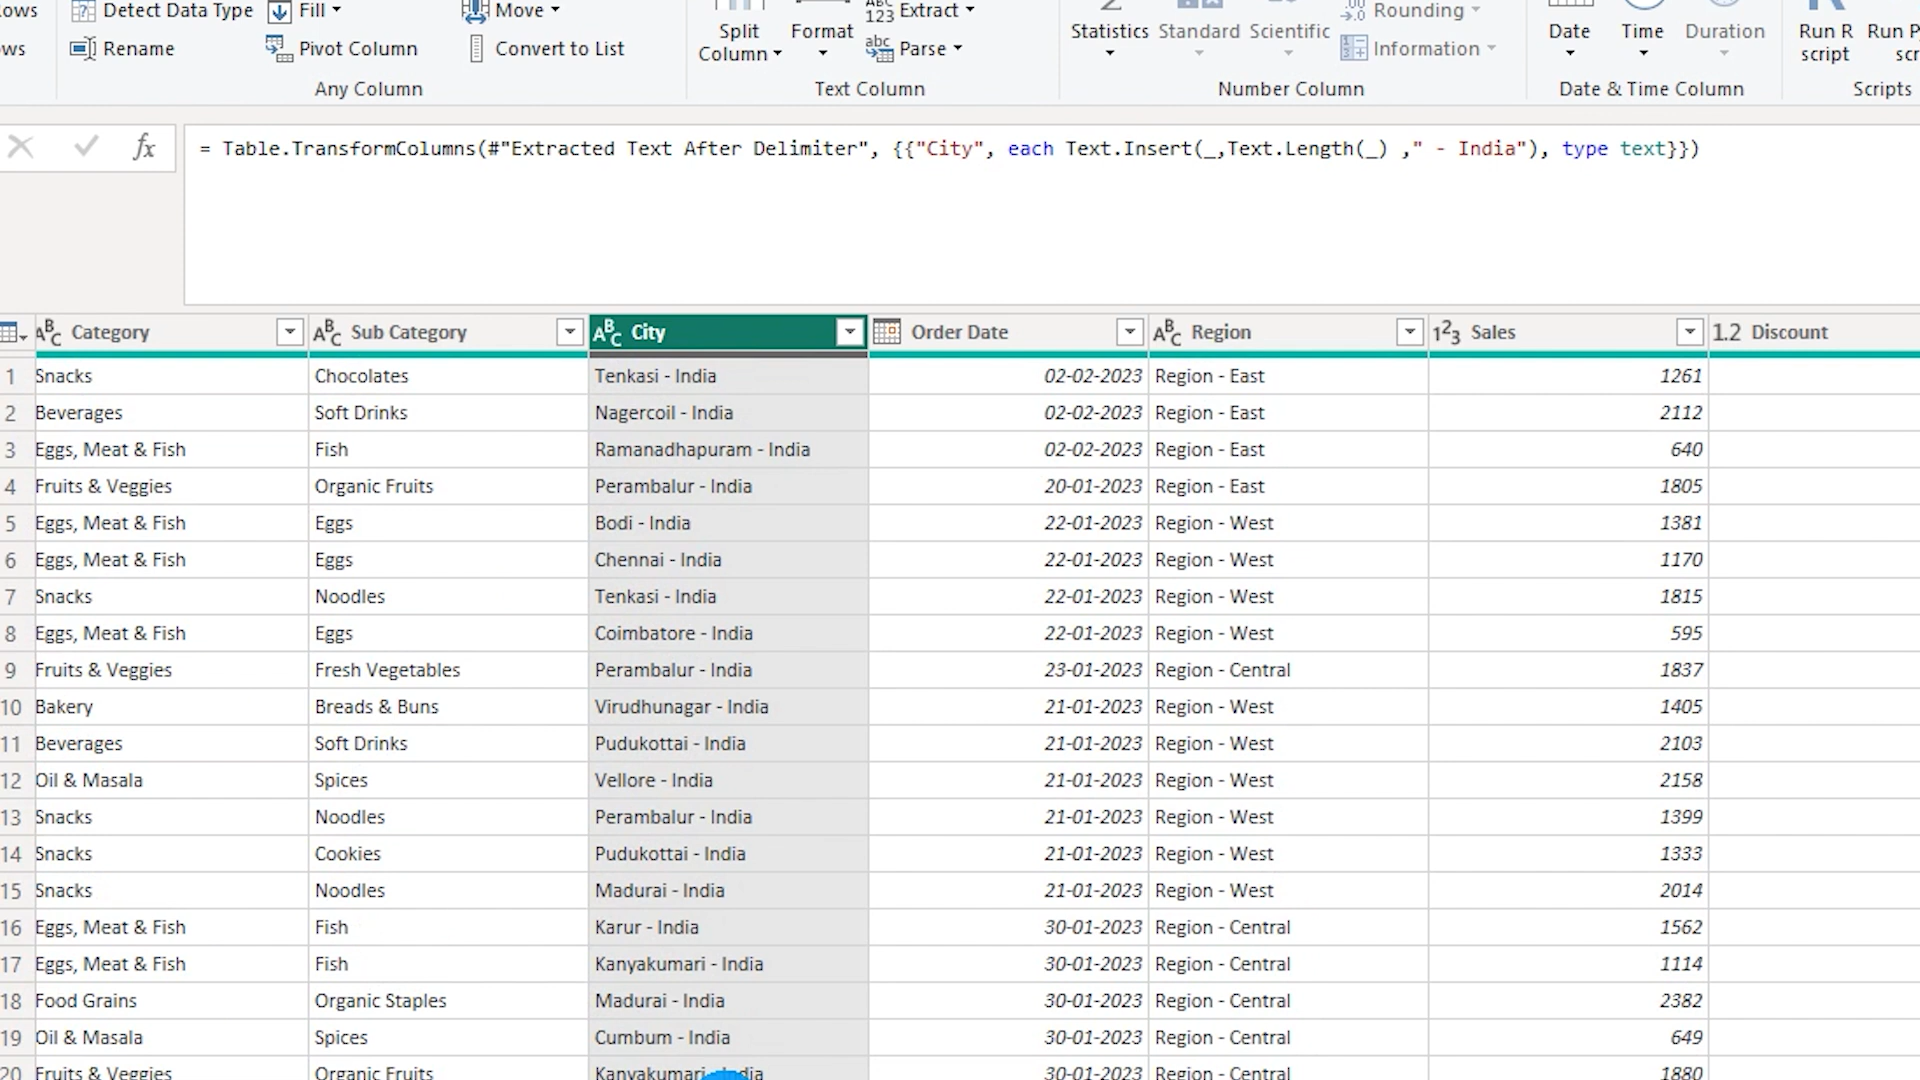 ows Detect Data Type Fill Move ABC 123 Extract .00 Rounding
ws Rename Pivot Column Convert to List Split Column Format abc Parse Statistics Standard Scientific Information Date Time Duration Run R script Run P scr
Any Column Text Column Number Column Date & Time Column Scripts
fx = Table.TransformColumns(#"Extracted Text After Delimiter", {{"City", each Text.Insert(_,Text.Length(_) ," - India"), type text}})
ABC Category ABC Sub Category ABC City Order Date ABC Region 123 Sales 1.2 Discount
1 Snacks Chocolates Tenkasi - India 02-02-2023 Region - East 1261
2 Beverages Soft Drinks Nagercoil - India 02-02-2023 Region - East 2112
3 Eggs, Meat & Fish Fish Ramanadhapuram - India 02-02-2023 Region - East 640
4 Fruits & Veggies Organic Fruits Perambalur - India 20-01-2023 Region - East 1805
5 Eggs, Meat & Fish Eggs Bodi - India 22-01-2023 Region - West 1381
6 Eggs, Meat & Fish Eggs Chennai - India 22-01-2023 Region - West 1170
7 Snacks Noodles Tenkasi - India 22-01-2023 Region - West 1815
8 Eggs, Meat & Fish Eggs Coimbatore - India 22-01-2023 Region - West 595
9 Fruits & Veggies Fresh Vegetables Perambalur - India 23-01-2023 Region - Central 1837
10 Bakery Breads & Buns Virudhunagar - India 21-01-2023 Region - West 1405
11 Beverages Soft Drinks Pudukottai - India 21-01-2023 Region - West 2103
12 Oil & Masala Spices Vellore - India 21-01-2023 Region - West 2158
13 Snacks Noodles Perambalur - India 21-01-2023 Region - West 1399
14 Snacks Cookies Pudukottai - India 21-01-2023 Region - West 1333
15 Snacks Noodles Madurai - India 21-01-2023 Region - West 2014
16 Eggs, Meat & Fish Fish Karur - India 30-01-2023 Region - Central 1562
17 Eggs, Meat & Fish Fish Kanyakumari - India 30-01-2023 Region - Central 1114
18 Food Grains Organic Staples Madurai - India 30-01-2023 Region - Central 2382
19 Oil & Masala Spices Cumbum - India 30-01-2023 Region - Central 649
20 Fruits & Veggies Organic Fruits Kanyakumari dia 30-01-2023 Region - Central 1880